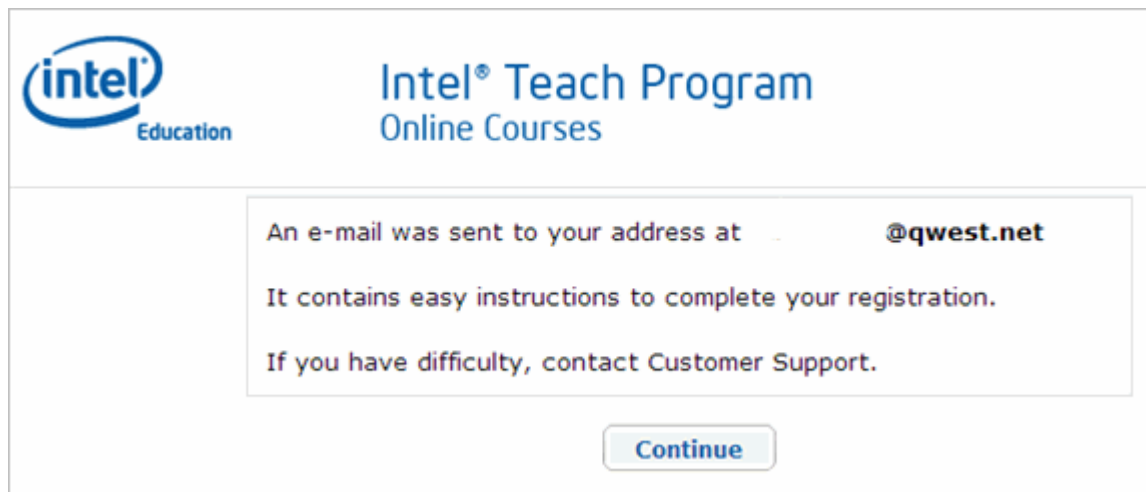 intel
Education
Intel® Teach Program
Online Courses
An e-mail was sent to your address at @qwest.net
It contains easy instructions to complete your registration.
If you have difficulty, contact Customer Support.
Continue